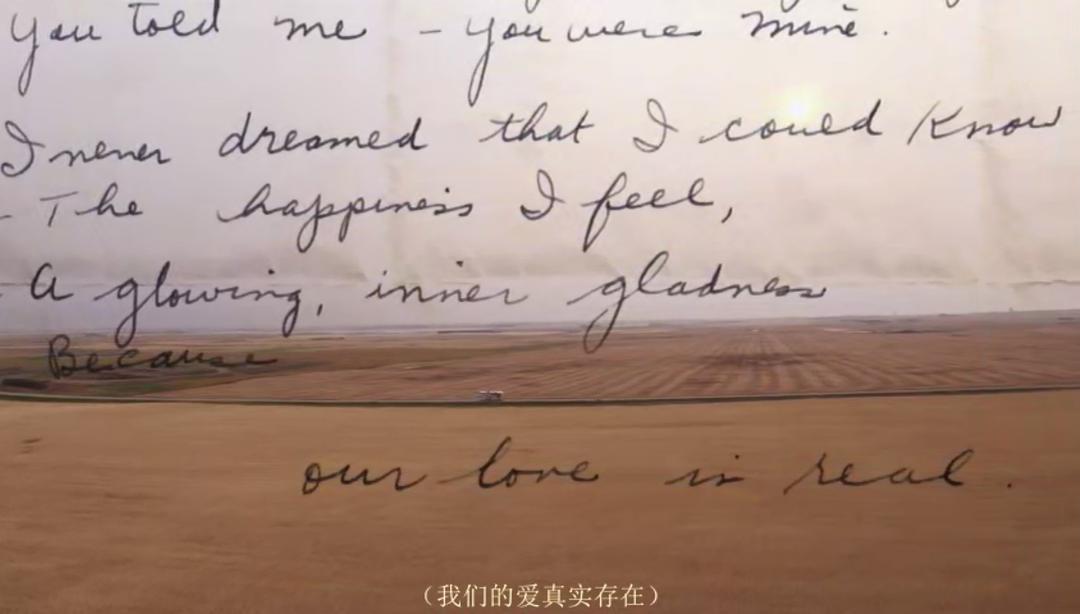 you told me - you were mine.
I never dreamed that I could know
- The happiness I feel,
- A glowing, inner gladness
Because
our love is real.
（我们的爱真实存在）